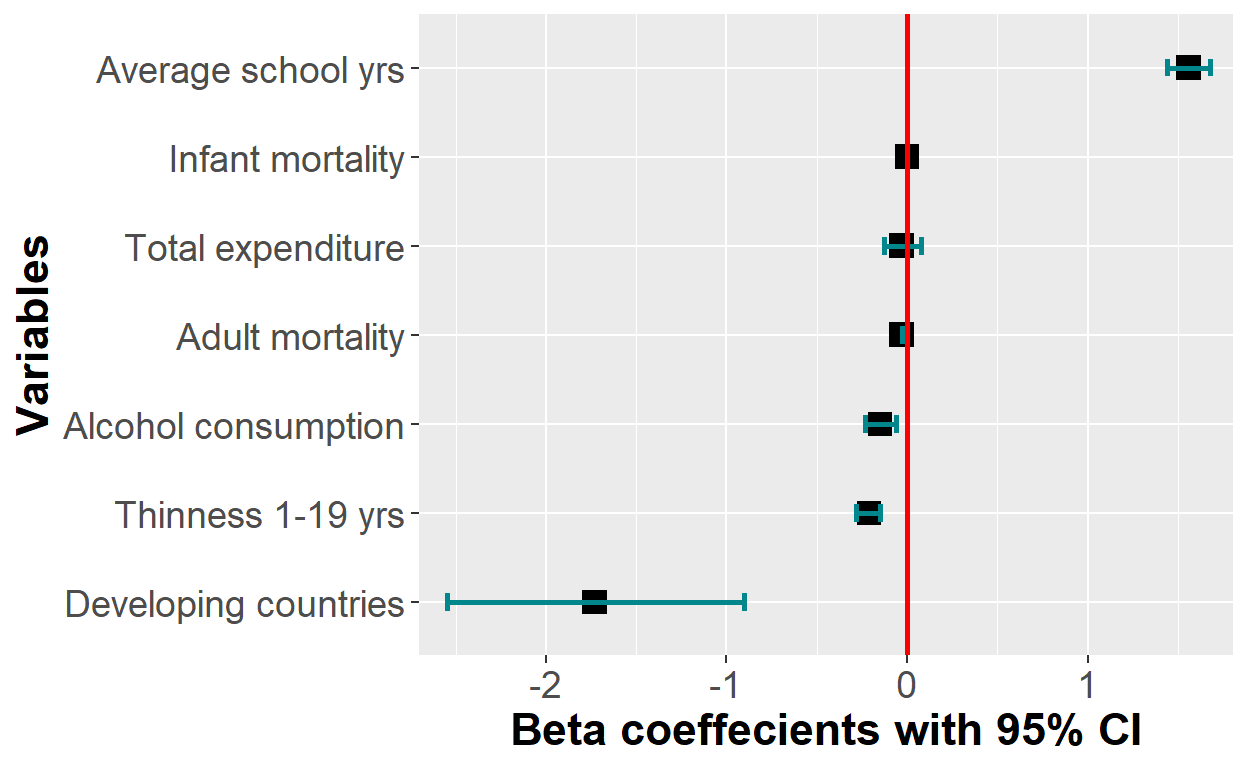 Variables
Average school yrs
Infant mortality
Total expenditure
Adult mortality
Alcohol consumption
Thinness 1-19 yrs
Developing countries
-2 -1 0 1
Beta coeffecients with 95% CI